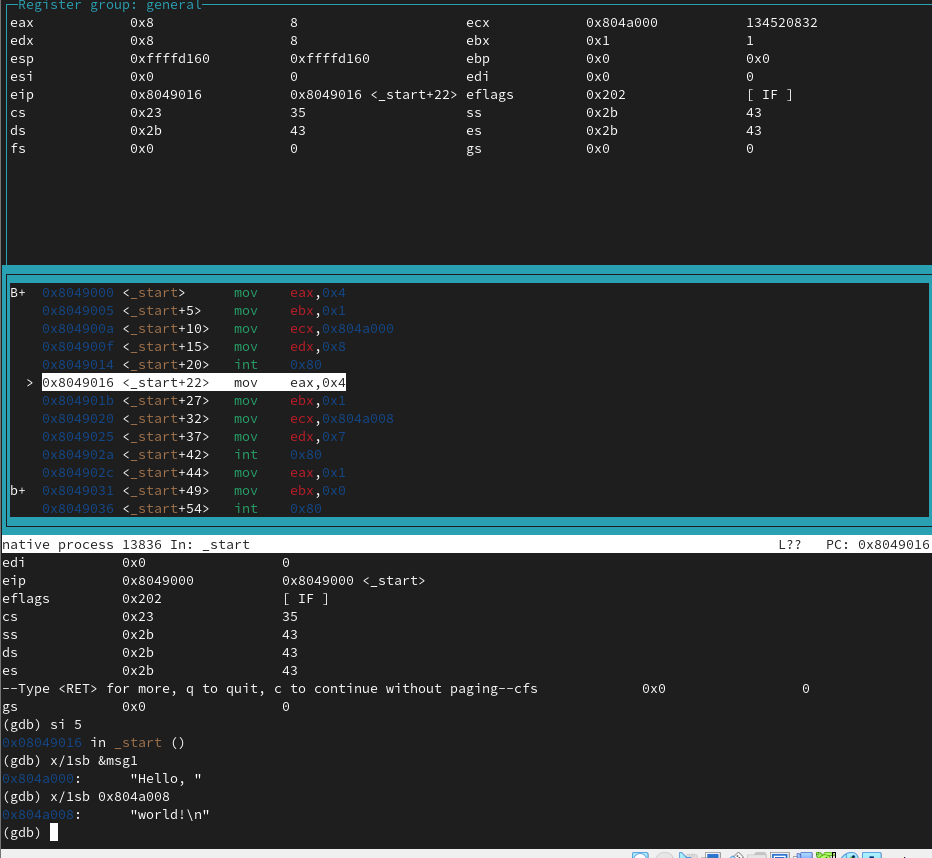 Register group: general
eax 0x8 8 ecx 0x804a000 134520832
edx 0x8 8 ebx 0x1 1
esp 0xffffd160 0xffffd160 ebp 0x0 0x0
esi 0x0 0 edi 0x0 0
eip 0x8049016 0x8049016 <_start+22> eflags 0x202 [ IF ]
cs 0x23 35 ss 0x2b 43
ds 0x2b 43 es 0x2b 43
fs 0x0 0 gs 0x0 0
B+ 0x8049000 <_start> mov eax,0x4
0x8049005 <_start+5> mov ebx,0x1
0x804900a <_start+10> mov ecx,0x804a000
0x804900f <_start+15> mov edx,0x8
0x8049014 <_start+20> int 0x80
> 0x8049016 <_start+22> mov eax,0x4
0x804901b <_start+27> mov ebx,0x1
0x8049020 <_start+32> mov ecx,0x804a008
0x8049025 <_start+37> mov edx,0x7
0x804902a <_start+42> int 0x80
0x804902c <_start+44> mov eax,0x1
b+ 0x8049031 <_start+49> mov ebx,0x0
0x8049036 <_start+54> int 0x80
native process 13836 In: _start L?? PC: 0x8049016
edi 0x0 0
eip 0x8049000 0x8049000 <_start>
eflags 0x202 [ IF ]
cs 0x23 35
ss 0x2b 43
ds 0x2b 43
es 0x2b 43
--Type <RET> for more, q to quit, c to continue without paging--cfs 0x0 0
gs 0x0 0
(gdb) si 5
0x08049016 in _start ()
(gdb) x/1sb &msg1
0x804a000: "Hello, "
(gdb) x/1sb 0x804a008
0x804a008: "world!\n"
(gdb)